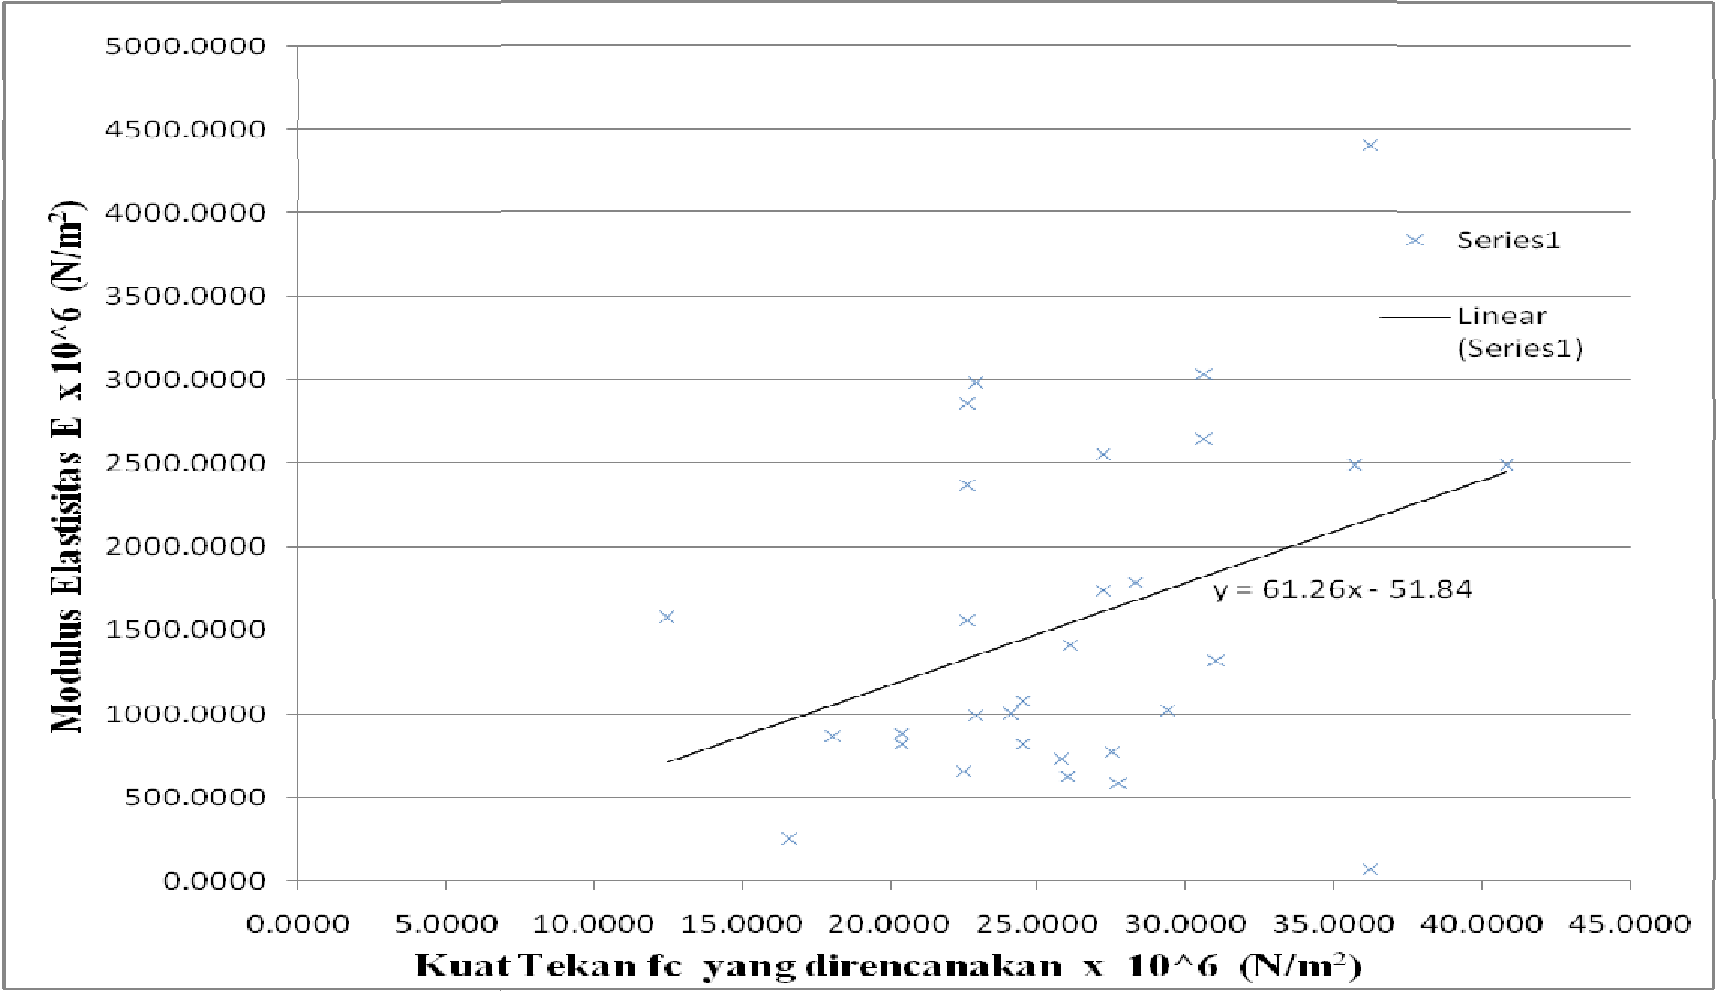 5000.0000
4500.0000
4000.0000
3500.0000
3000.0000
2500.0000
2000.0000
1500.0000
1000.0000
500.0000
0.0000
Modulus Elastisitas E x 10^6 (N/m²)
Series1
Linear
(Series1)
y = 61.26x - 51.84
0.0000 5.0000 10.0000 15.0000 20.0000 25.0000 30.0000 35.0000 40.0000 45.0000
Kuat Tekan fc yang direncanakan x 10^6 (N/m²)